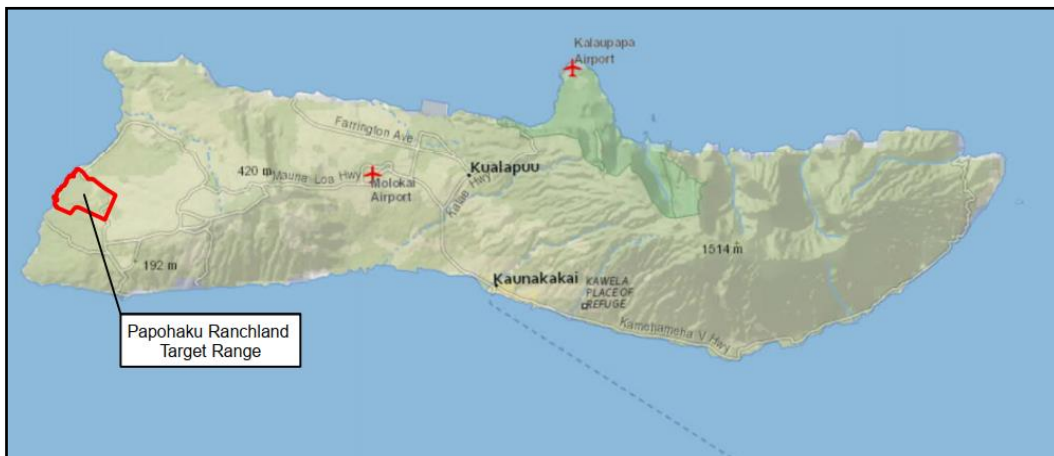 Kalaupapa
Airport
Farrington Ave
Kualapuu
420 m
Mauna Loa Hwy
Molokai
Airport
Kalae Hwy
1514 m
192 m
Kaunakakai
KAWELA
PLACE OF
REFUGE
Kamehameha V Hwy
Papohaku Ranchland
Target Range